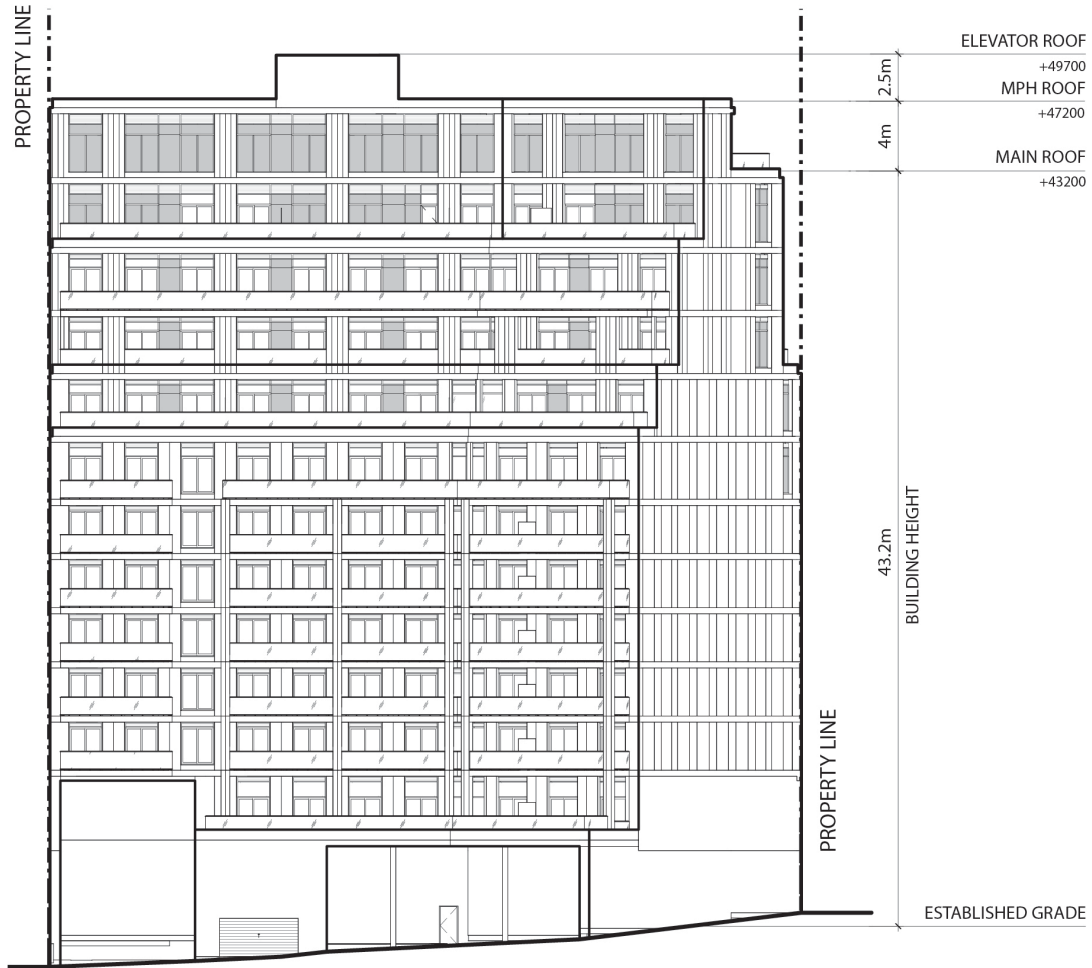 PROPERTY LINE
ELEVATOR ROOF
+49700
2.5m
MPH ROOF
+47200
4m
MAIN ROOF
+43200
43.2m
BUILDING HEIGHT
PROPERTY LINE
ESTABLISHED GRADE